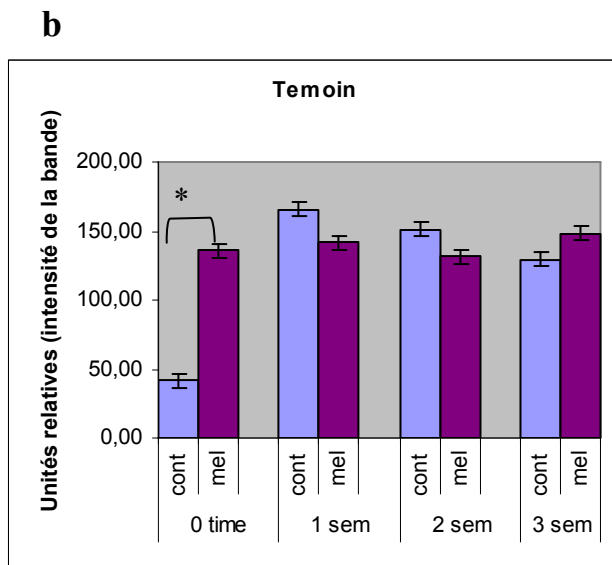 b
Temoin
Unités relatives (intensité de la bande)
200,00
150,00
100,00
50,00
0,00
*
cont mel cont mel cont mel cont mel
0 time 1 sem 2 sem 3 sem